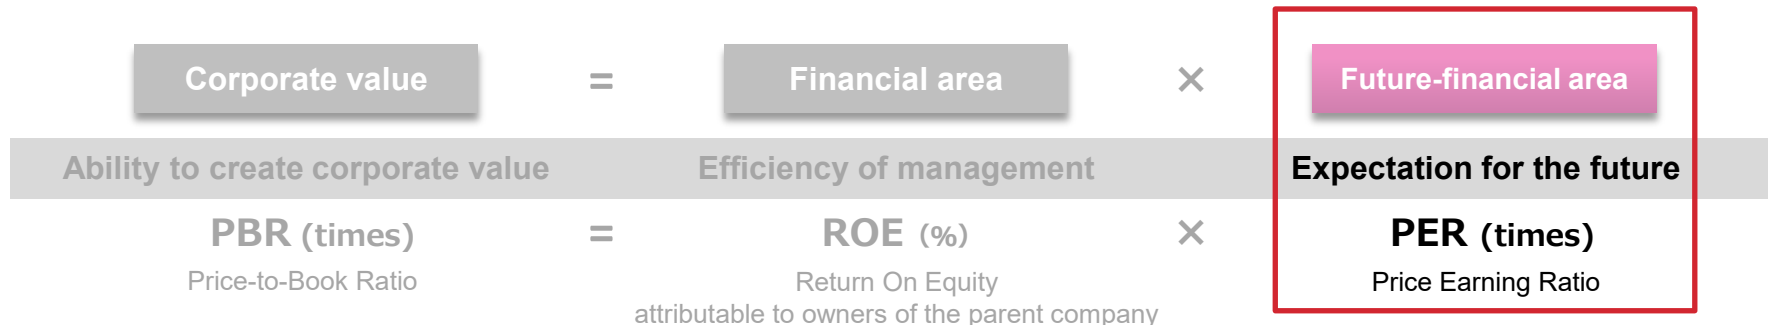 Corporate value = Financial area × Future-financial area
Ability to create corporate value Efficiency of management Expectation for the future
PBR (times) = ROE (%) × PER (times)
Price-to-Book Ratio Return On Equity Price Earning Ratio
attributable to owners of the parent company